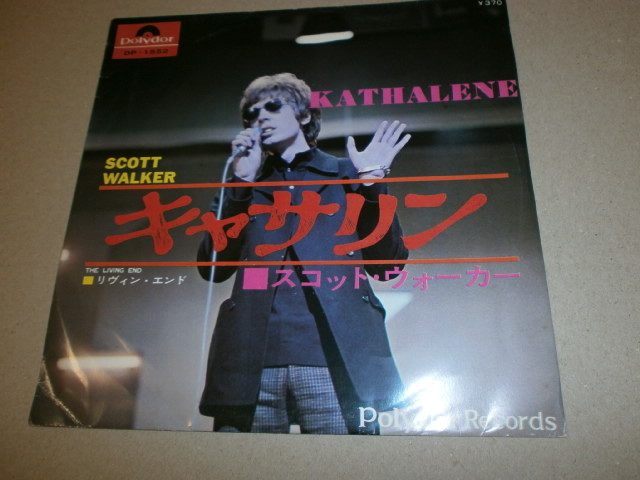 ¥370
Polydor
DP-1552
KATHALENE
SCOTT
WALKER
キャサリン
THE LIVING END
■リヴィン・エンド
■スコット・ウォーカー
Polydor Records